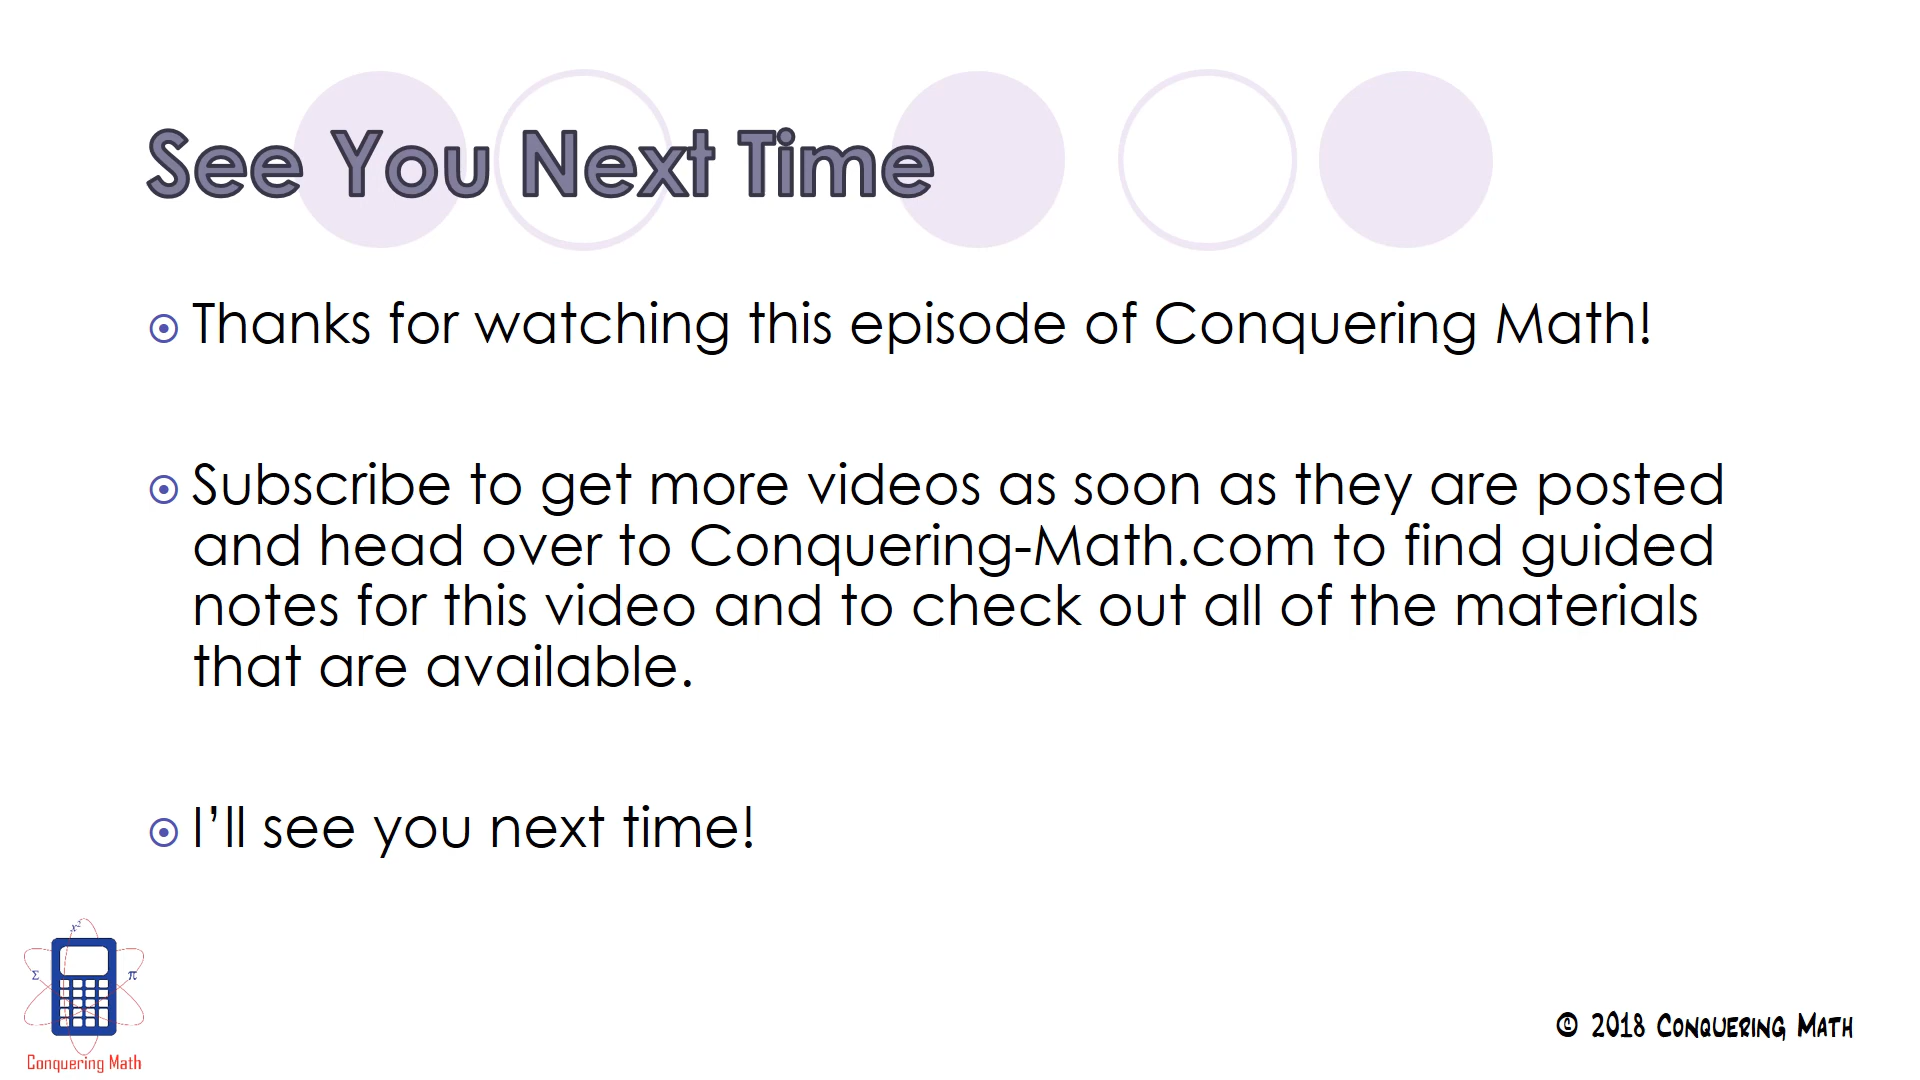 See You Next Time
Thanks for watching this episode of Conquering Math!
Subscribe to get more videos as soon as they are posted
and head over to Conquering-Math.com to find guided
notes for this video and to check out all of the materials
that are available.
I’ll see you next time!
x²
Σ π
Conquering Math
© 2018 Conquering Math